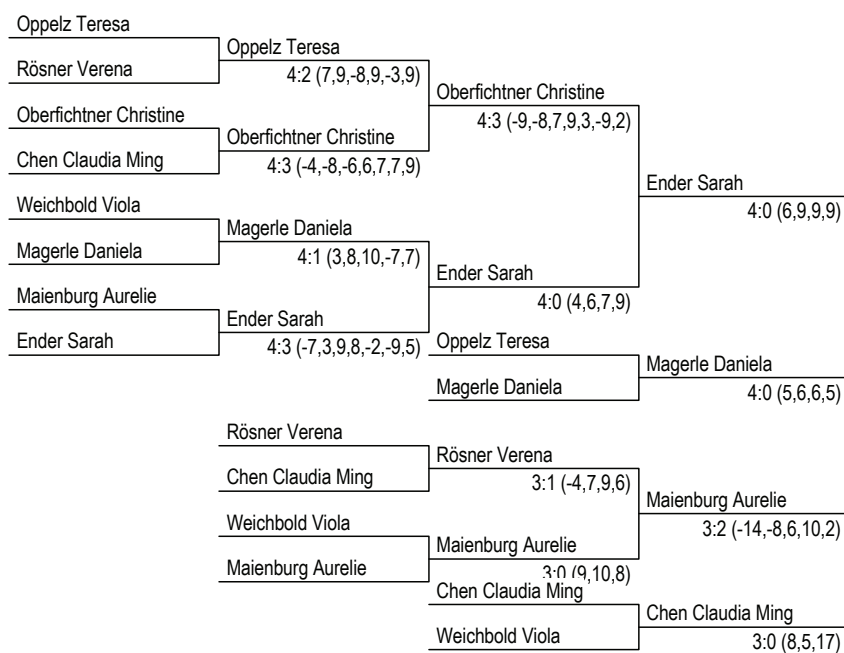 Oppelz Teresa
Oppelz Teresa
Rösner Verena
4:2 (7,9,-8,9,-3,9)
Oberfichtner Christine
Oberfichtner Christine
4:3 (-9,-8,7,9,3,-9,2)
Oberfichtner Christine
Chen Claudia Ming
4:3 (-4,-8,-6,6,7,7,9)
Ender Sarah
Weichbold Viola
4:0 (6,9,9,9)
Magerle Daniela
Magerle Daniela
4:1 (3,8,10,-7,7)
Ender Sarah
Maienburg Aurelie
4:0 (4,6,7,9)
Ender Sarah
Ender Sarah
4:3 (-7,3,9,8,-2,-9,5)
Oppelz Teresa
Magerle Daniela
Magerle Daniela
4:0 (5,6,6,5)
Rösner Verena
Rösner Verena
Chen Claudia Ming
3:1 (-4,7,9,6)
Maienburg Aurelie
Weichbold Viola
3:2 (-14,-8,6,10,2)
Maienburg Aurelie
Maienburg Aurelie
3:0 (9,10,8)
Chen Claudia Ming
Chen Claudia Ming
Weichbold Viola
3:0 (8,5,17)